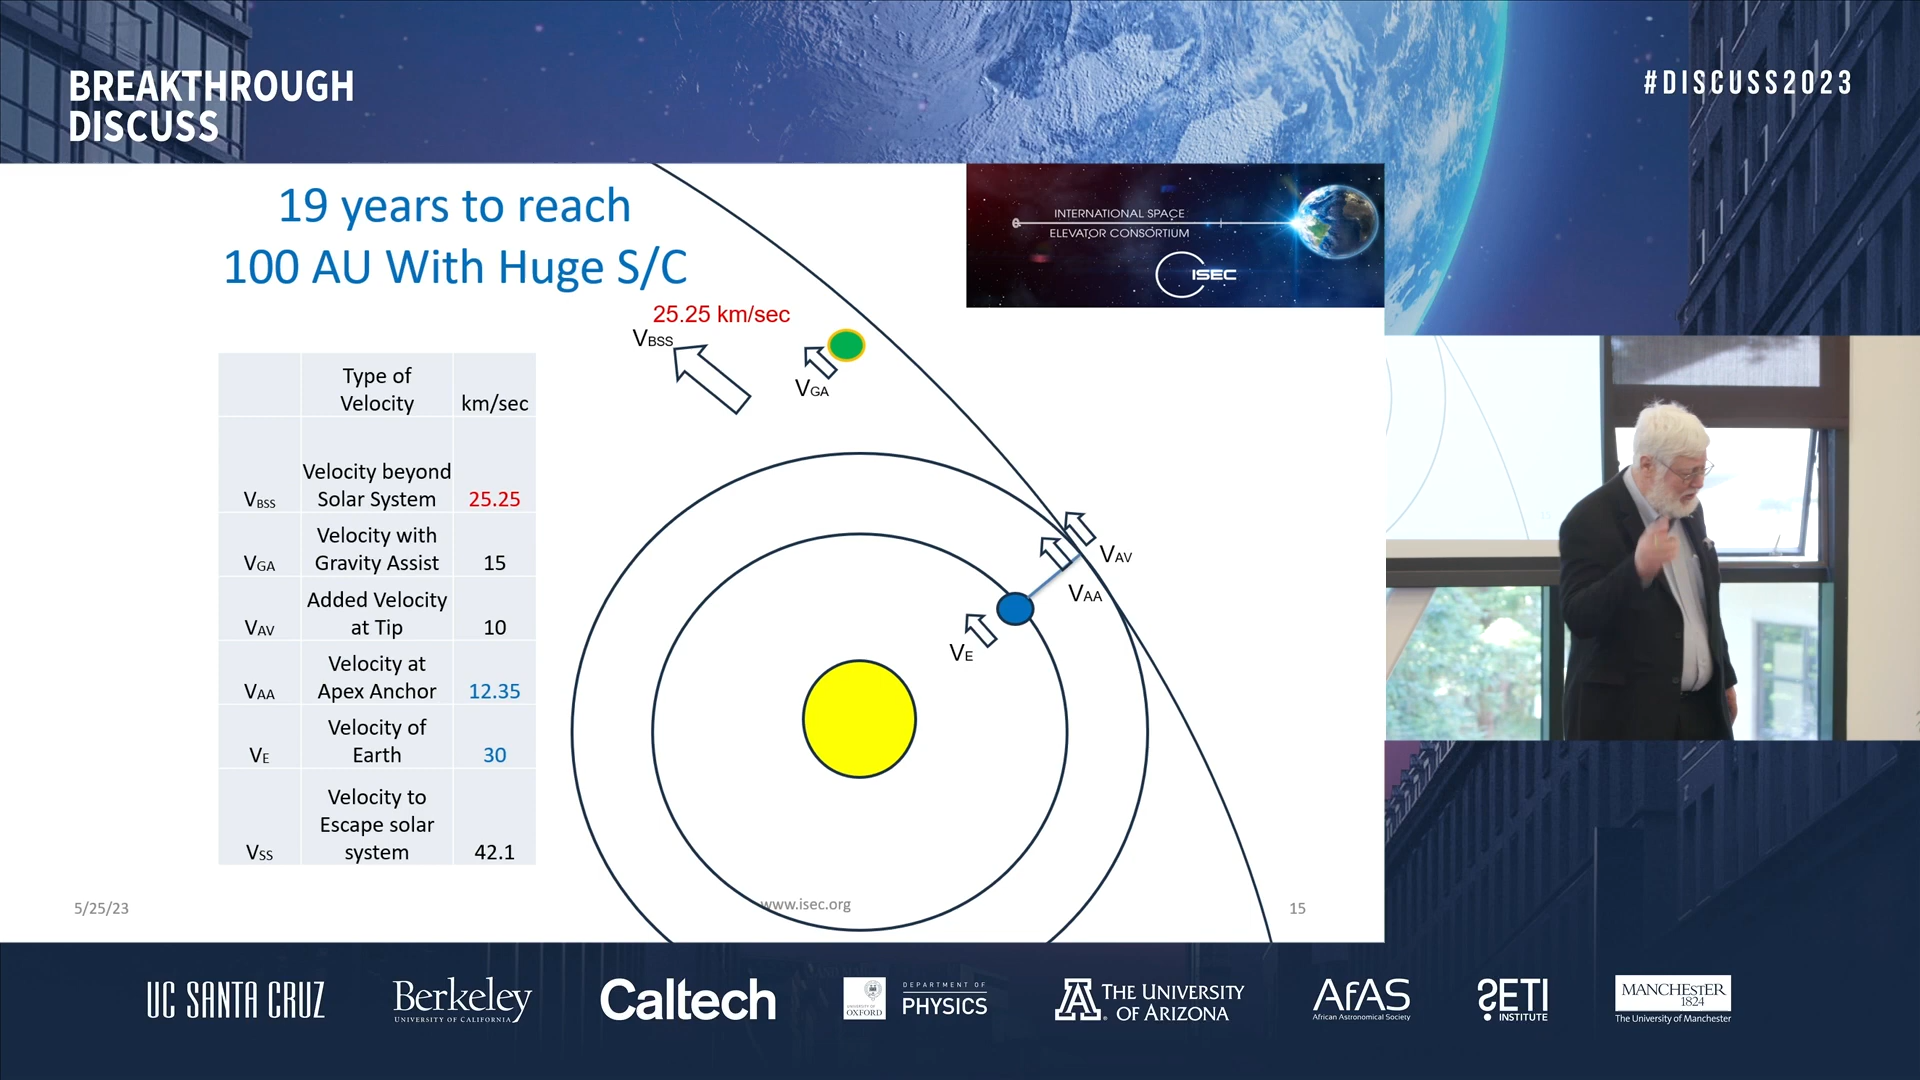 BREAKTHROUGH
DISCUSS
#DISCUSS2023
19 years to reach
100 AU With Huge S/C
INTERNATIONAL SPACE
ELEVATOR CONSORTIUM
ISEC
25.25 km/sec
VBSS
VGA
VAV
VAA
VE
Type of
Velocity km/sec
Velocity beyond
VBSS Solar System 25.25
Velocity with
VGA Gravity Assist 15
Added Velocity
VAV at Tip 10
Velocity at
VAA Apex Anchor 12.35
Velocity of
VE Earth 30
Velocity to
Escape solar
VSS system 42.1
5/25/23
www.isec.org
15
UC SANTA CRUZ
Berkeley
UNIVERSITY OF CALIFORNIA
Caltech
UNIVERSITY OF
OXFORD
DEPARTMENT OF
PHYSICS
A
THE UNIVERSITY
OF ARIZONA
AfAS
African Astronomical Society
SETI
INSTITUTE
MANCHESTER
1824
The University of Manchester